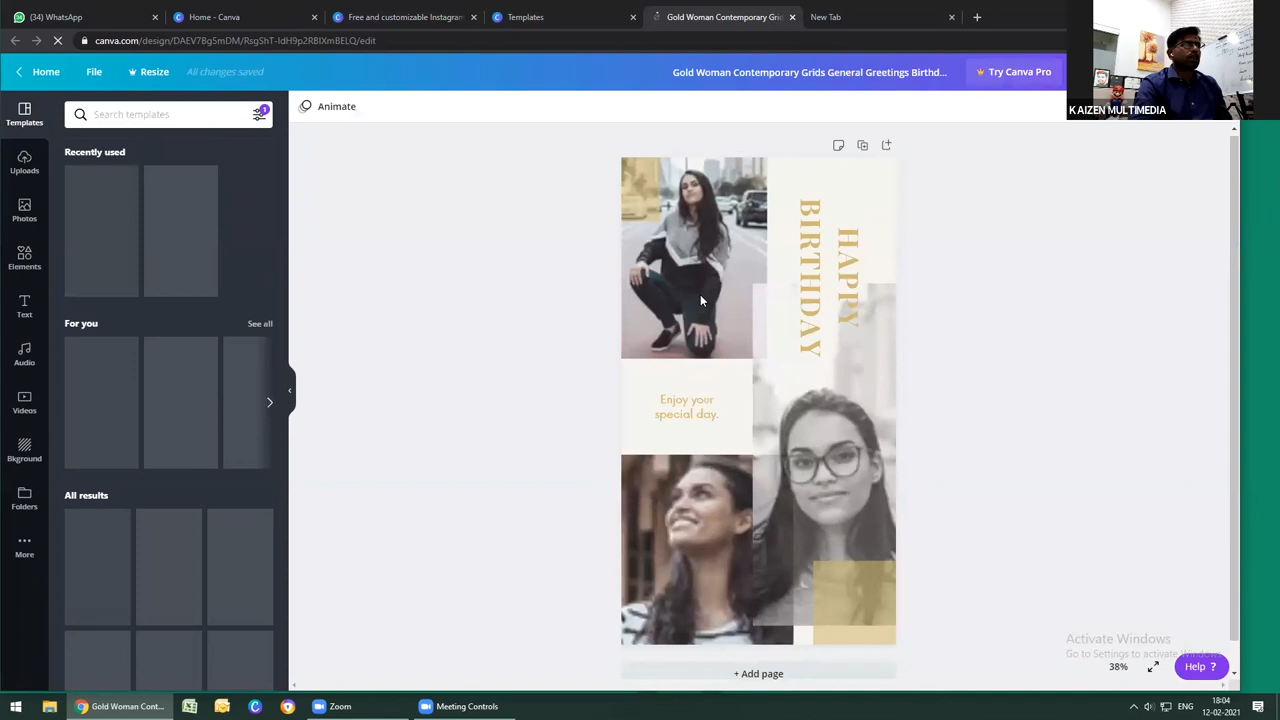 (34) WhatsApp
Home - Canva
Free and customizable Instagram
Templates
Gold Woman Contemporary Grid
New Tab
canva.com/design/DAEV7Bg5mDM/RsgShT-IdH9p2RBIXmBELQ/edit
Home
File
Resize
All changes saved
Gold Woman Contemporary Grids General Greetings Birthd...
Try Canva Pro
KAIZEN MULTIMEDIA
Templates
Uploads
Photos
Elements
Text
Audio
Videos
Bkground
Folders
More
Search templates
1
Recently used
For you
See all
All results
Animate
HAPPY
BIRTHDAY
Enjoy your
special day.
+ Add page
Activate Windows
Go to Settings to activate Windows.
38%
Help ?
Gold Woman Cont...
Zoom
Meeting Controls
ENG
18:04
12-02-2021